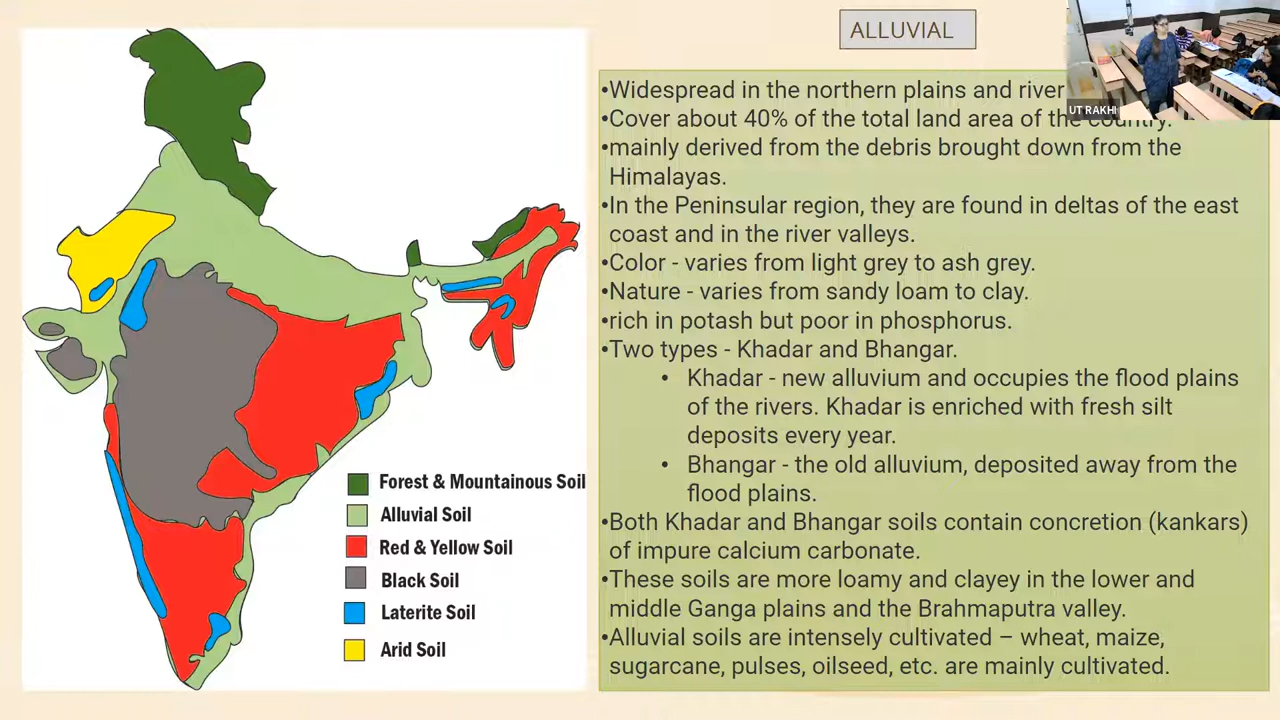 ALLUVIAL
UT RAKHI
•Widespread in the northern plains and river
•Cover about 40% of the total land area of the country.
•mainly derived from the debris brought down from the
Himalayas.
•In the Peninsular region, they are found in deltas of the east
coast and in the river valleys.
•Color - varies from light grey to ash grey.
•Nature - varies from sandy loam to clay.
•rich in potash but poor in phosphorus.
•Two types - Khadar and Bhangar.
• Khadar - new alluvium and occupies the flood plains
of the rivers. Khadar is enriched with fresh silt
deposits every year.
• Bhangar - the old alluvium, deposited away from the
flood plains.
•Both Khadar and Bhangar soils contain concretion (kankars)
of impure calcium carbonate.
•These soils are more loamy and clayey in the lower and
middle Ganga plains and the Brahmaputra valley.
•Alluvial soils are intensely cultivated – wheat, maize,
sugarcane, pulses, oilseed, etc. are mainly cultivated.
Forest & Mountainous Soil
Alluvial Soil
Red & Yellow Soil
Black Soil
Laterite Soil
Arid Soil